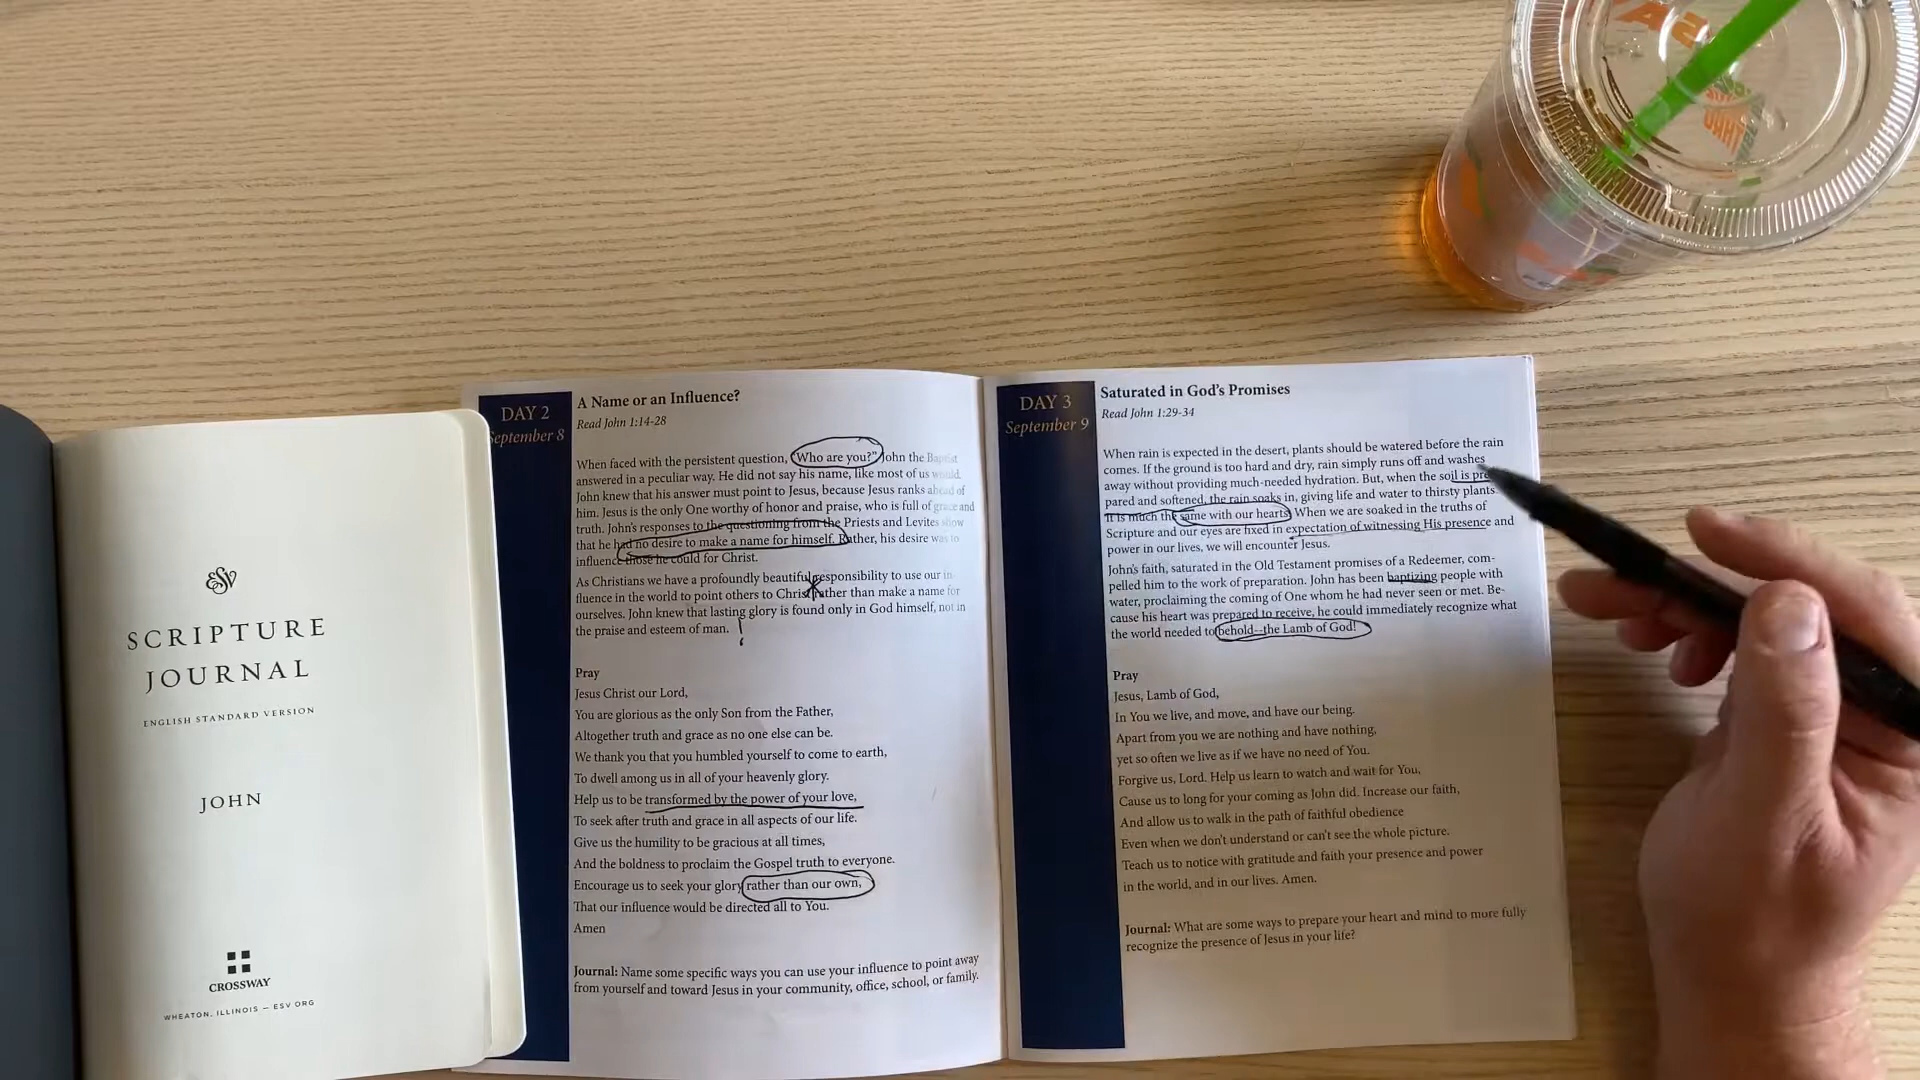 ESV
SCRIPTURE
JOURNAL
ENGLISH STANDARD VERSION
JOHN
CROSSWAY
WHEATON, ILLINOIS — ESV.ORG
DAY 2
September 8
A Name or an Influence?
Read John 1:14-28
When faced with the persistent question, "Who are you?" John the Baptist
answered in a peculiar way. He did not say his name, like most of us would.
John knew that his answer must point to Jesus, because Jesus ranks ahead of
him. Jesus is the only One worthy of honor and praise, who is full of grace and
truth. John's responses to the questioning from the Priests and Levites show
that he had no desire to make a name for himself. Rather, his desire was to
influence those he could for Christ.
As Christians we have a profoundly beautiful responsibility to use our in-
fluence in the world to point others to Christ rather than make a name for
ourselves. John knew that lasting glory is found only in God himself, not in
the praise and esteem of man.
Pray
Jesus Christ our Lord,
You are glorious as the only Son from the Father,
Altogether truth and grace as no one else can be.
We thank you that you humbled yourself to come to earth,
To dwell among us in all of your heavenly glory.
Help us to be transformed by the power of your love,
To seek after truth and grace in all aspects of our life.
Give us the humility to be gracious at all times,
And the boldness to proclaim the Gospel truth to everyone.
Encourage us to seek your glory rather than our own,
That our influence would be directed all to You.
Amen
Journal: Name some specific ways you can use your influence to point away
from yourself and toward Jesus in your community, office, school, or family.
DAY 3
September 9
Saturated in God's Promises
Read John 1:29-34
When rain is expected in the desert, plants should be watered before the rain
comes. If the ground is too hard and dry, rain simply runs off and washes
away without providing much-needed hydration. But, when the soil is pre-
pared and softened, the rain soaks in, giving life and water to thirsty plants.
It is much the same with our hearts. When we are soaked in the truths of
Scripture and our eyes are fixed in expectation of witnessing His presence and
power in our lives, we will encounter Jesus.
John's faith, saturated in the Old Testament promises of a Redeemer, com-
pelled him to the work of preparation. John has been baptizing people with
water, proclaiming the coming of One whom he had never seen or met. Be-
cause his heart was prepared to receive, he could immediately recognize what
the world needed to behold--the Lamb of God!
Pray
Jesus, Lamb of God,
In You we live, and move, and have our being.
Apart from you we are nothing and have nothing,
yet so often we live as if we have no need of You.
Forgive us, Lord. Help us learn to watch and wait for You,
Cause us to long for your coming as John did. Increase our faith,
And allow us to walk in the path of faithful obedience
Even when we don't understand or can't see the whole picture.
Teach us to notice with gratitude and faith your presence and power
in the world, and in our lives. Amen.
Journal: What are some ways to prepare your heart and mind to more fully
recognize the presence of Jesus in your life?